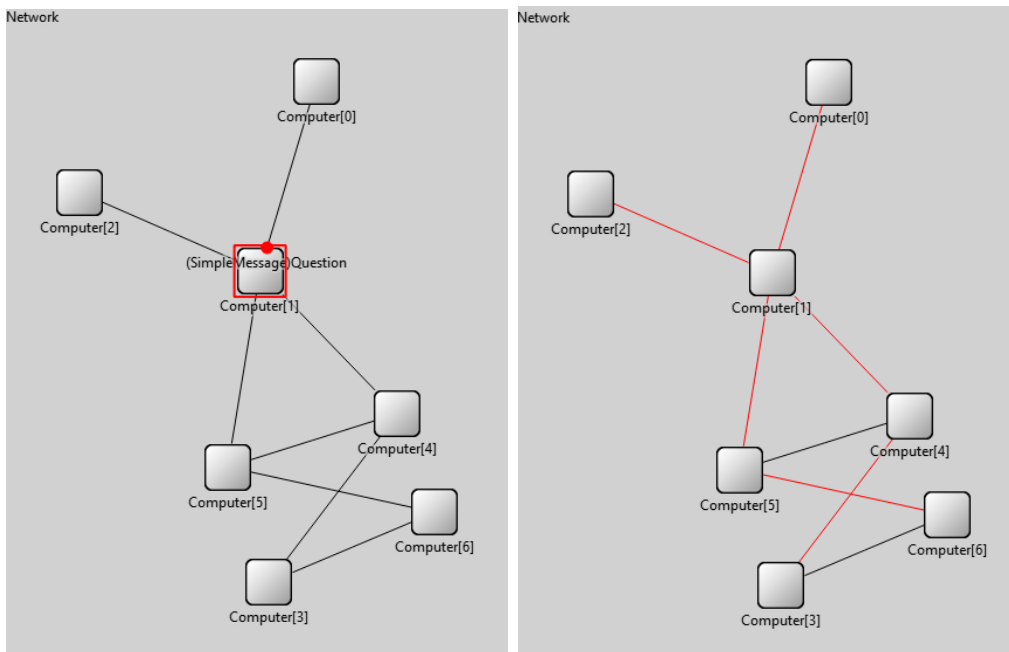 Network
Computer[0]
Computer[2]
(SimpleMessage)Question
Computer[1]
Computer[4]
Computer[5]
Computer[6]
Computer[3]
Network
Computer[0]
Computer[2]
Computer[1]
Computer[4]
Computer[5]
Computer[6]
Computer[3]